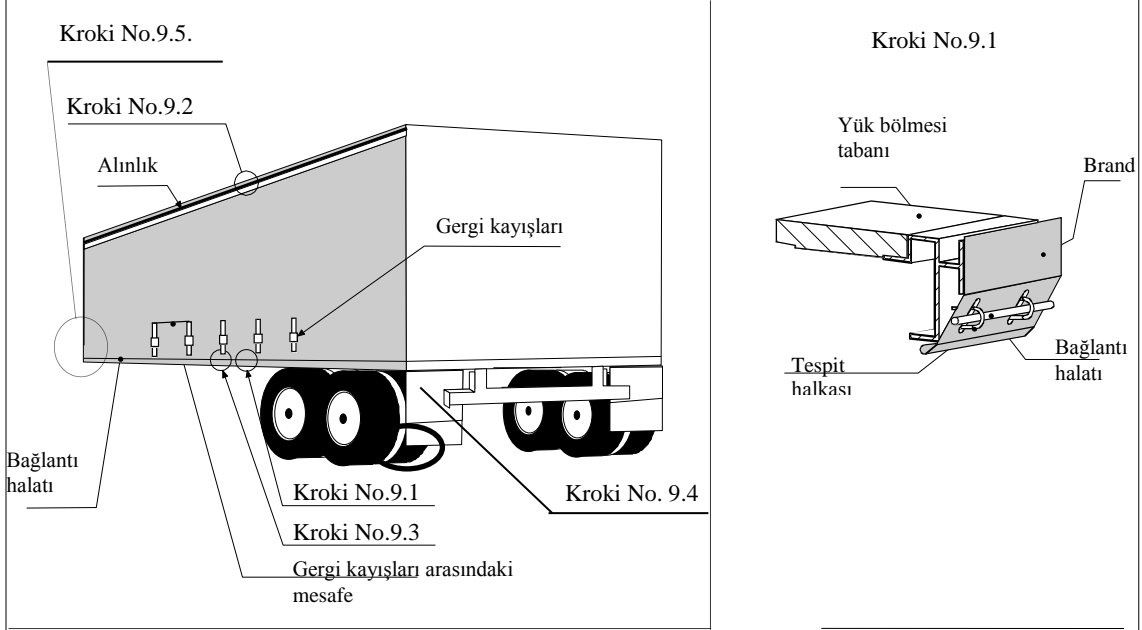 Kroki No.9.5.
Kroki No.9.2
Alınlık
Gergi kayışları
Bağlantı
halatı
Kroki No.9.1
Kroki No.9.3
Gergi kayışları arasındaki
mesafe
Kroki No. 9.4
Kroki No.9.1
Yük bölmesi
tabanı
Brand
Tespit
halkası
Bağlantı
halatı